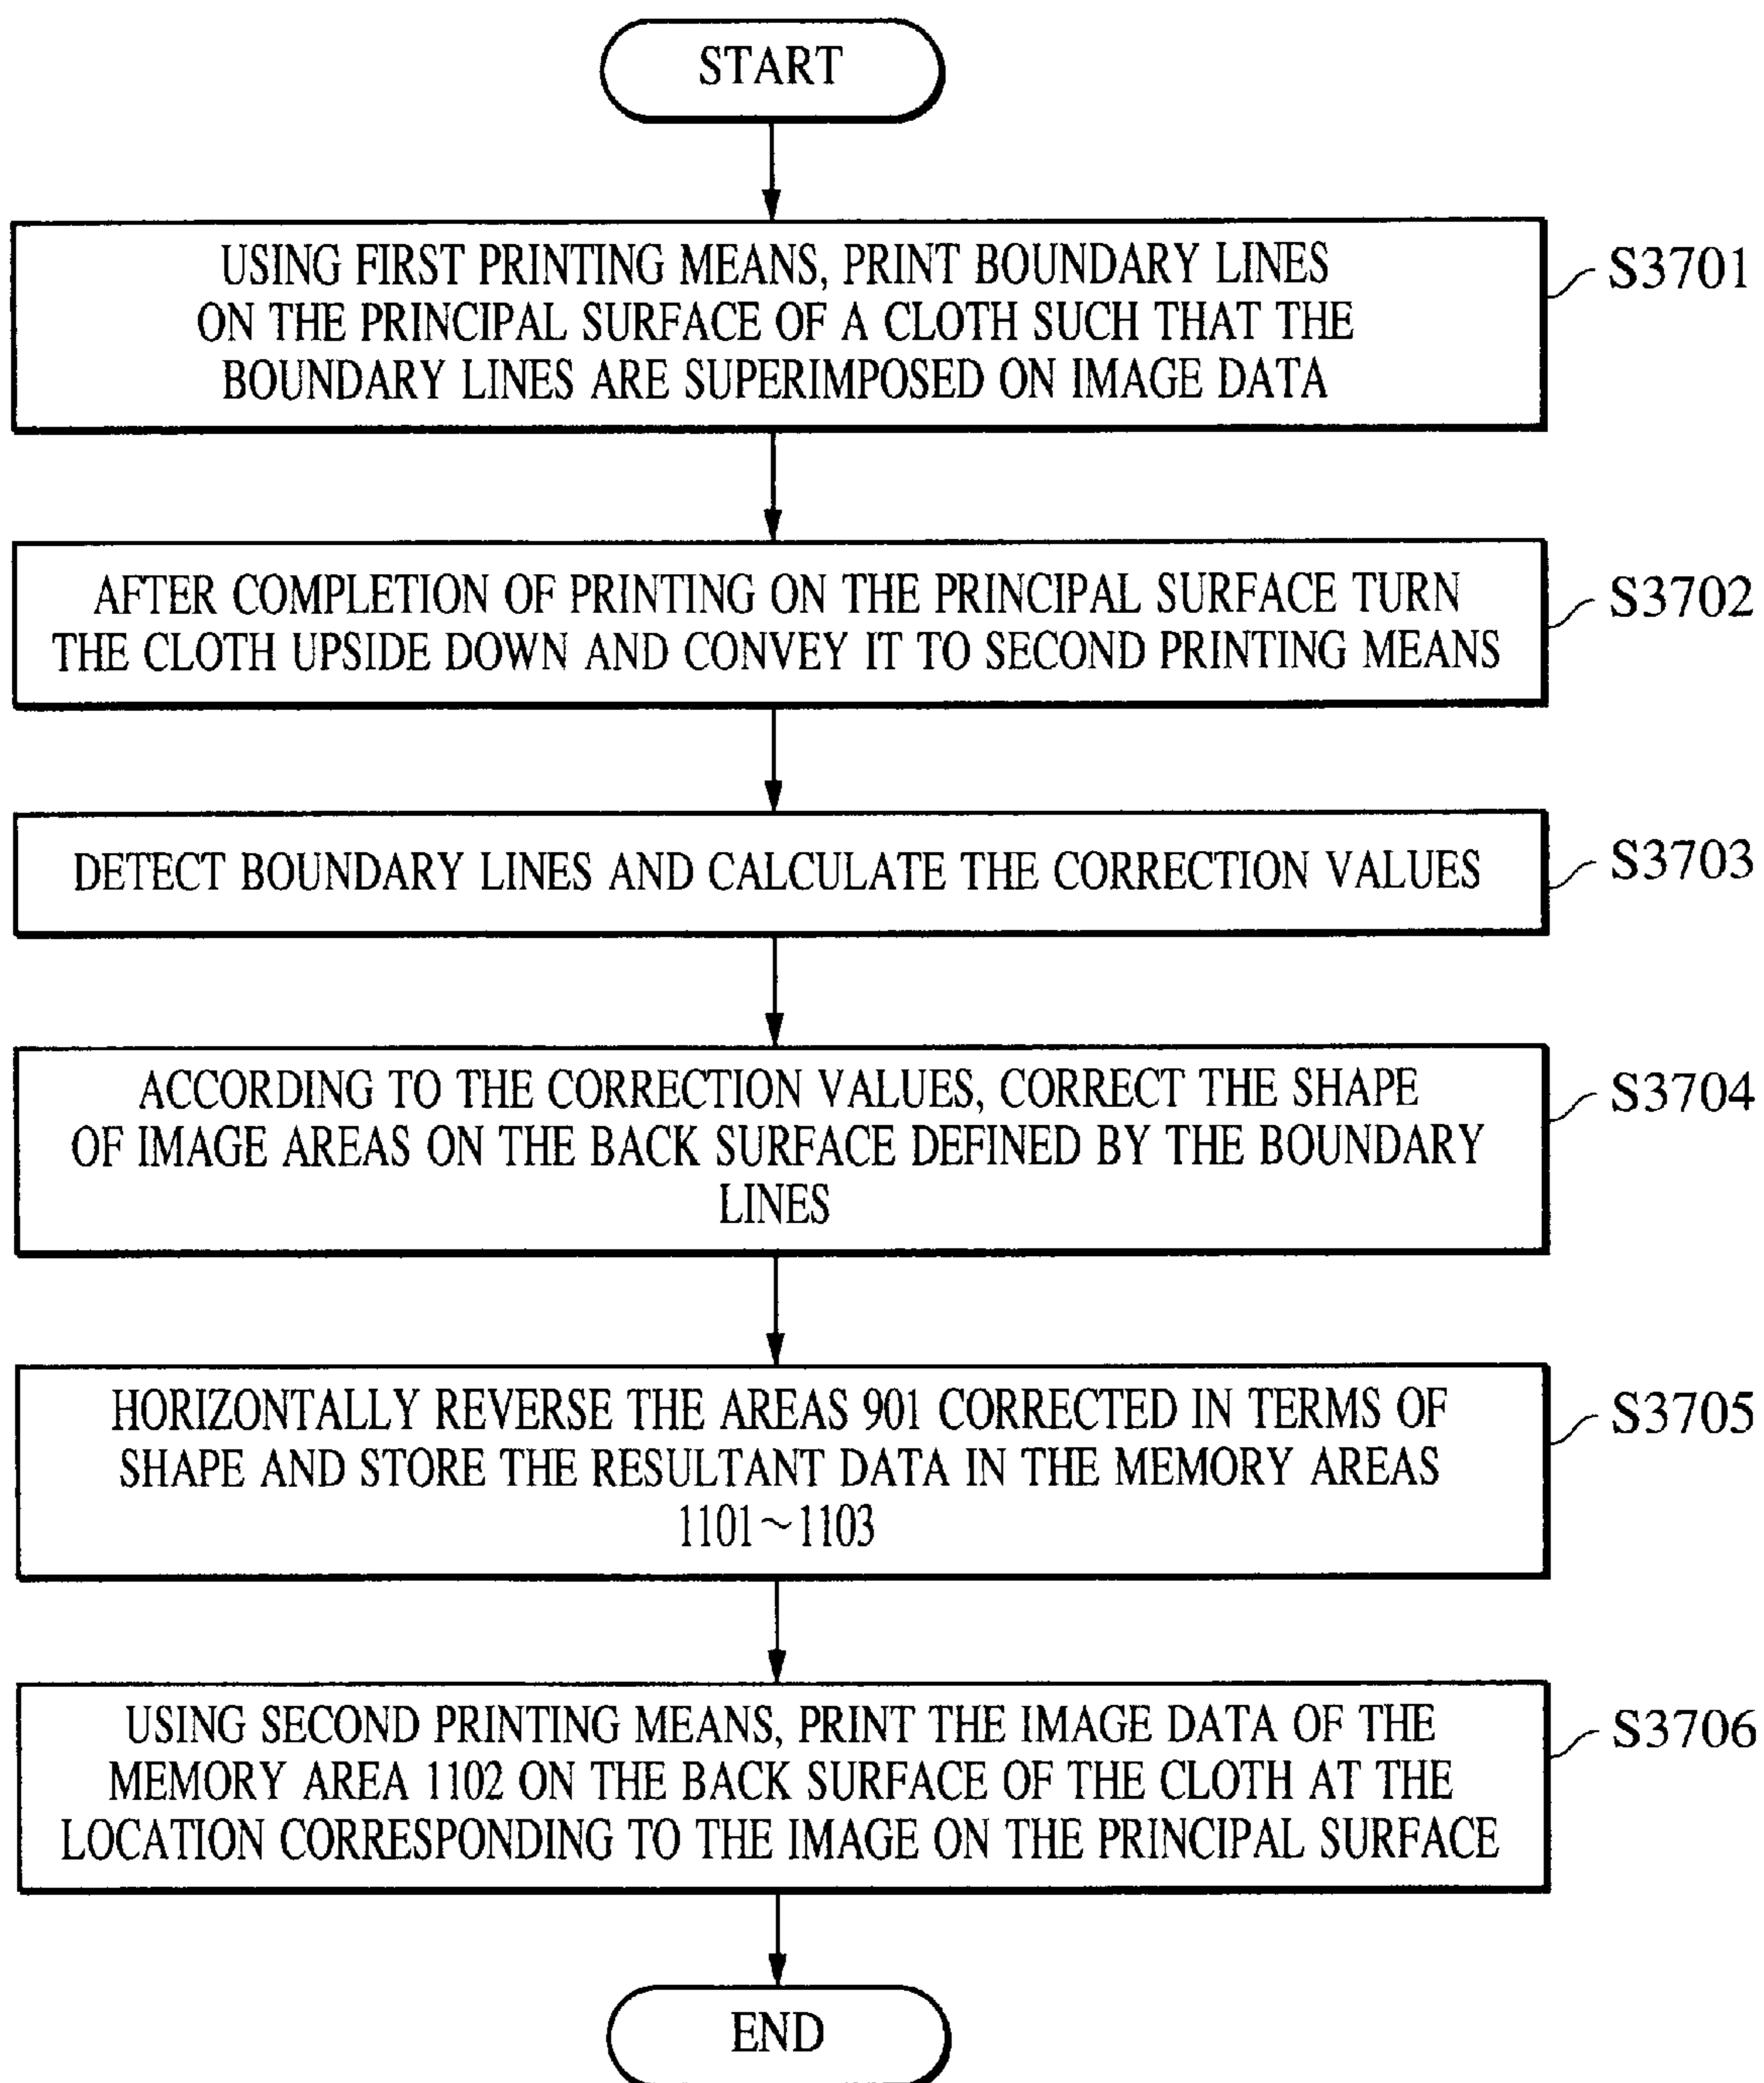 START
USING FIRST PRINTING MEANS, PRINT BOUNDARY LINES
ON THE PRINCIPAL SURFACE OF A CLOTH SUCH THAT THE
BOUNDARY LINES ARE SUPERIMPOSED ON IMAGE DATA
S3701
AFTER COMPLETION OF PRINTING ON THE PRINCIPAL SURFACE TURN
THE CLOTH UPSIDE DOWN AND CONVEY IT TO SECOND PRINTING MEANS
S3702
DETECT BOUNDARY LINES AND CALCULATE THE CORRECTION VALUES
S3703
ACCORDING TO THE CORRECTION VALUES, CORRECT THE SHAPE
OF IMAGE AREAS ON THE BACK SURFACE DEFINED BY THE BOUNDARY
LINES
S3704
HORIZONTALLY REVERSE THE AREAS 901 CORRECTED IN TERMS OF
SHAPE AND STORE THE RESULTANT DATA IN THE MEMORY AREAS
1101~1103
S3705
USING SECOND PRINTING MEANS, PRINT THE IMAGE DATA OF THE
MEMORY AREA 1102 ON THE BACK SURFACE OF THE CLOTH AT THE
LOCATION CORRESPONDING TO THE IMAGE ON THE PRINCIPAL SURFACE
S3706
END